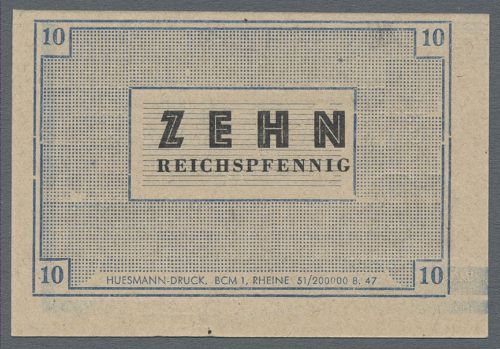 10 10
ZEHN
REICHSPFENNIG
10 HUESMANN-DRUCK, BCM 1, RHEINE 51/200000 8. 47 10